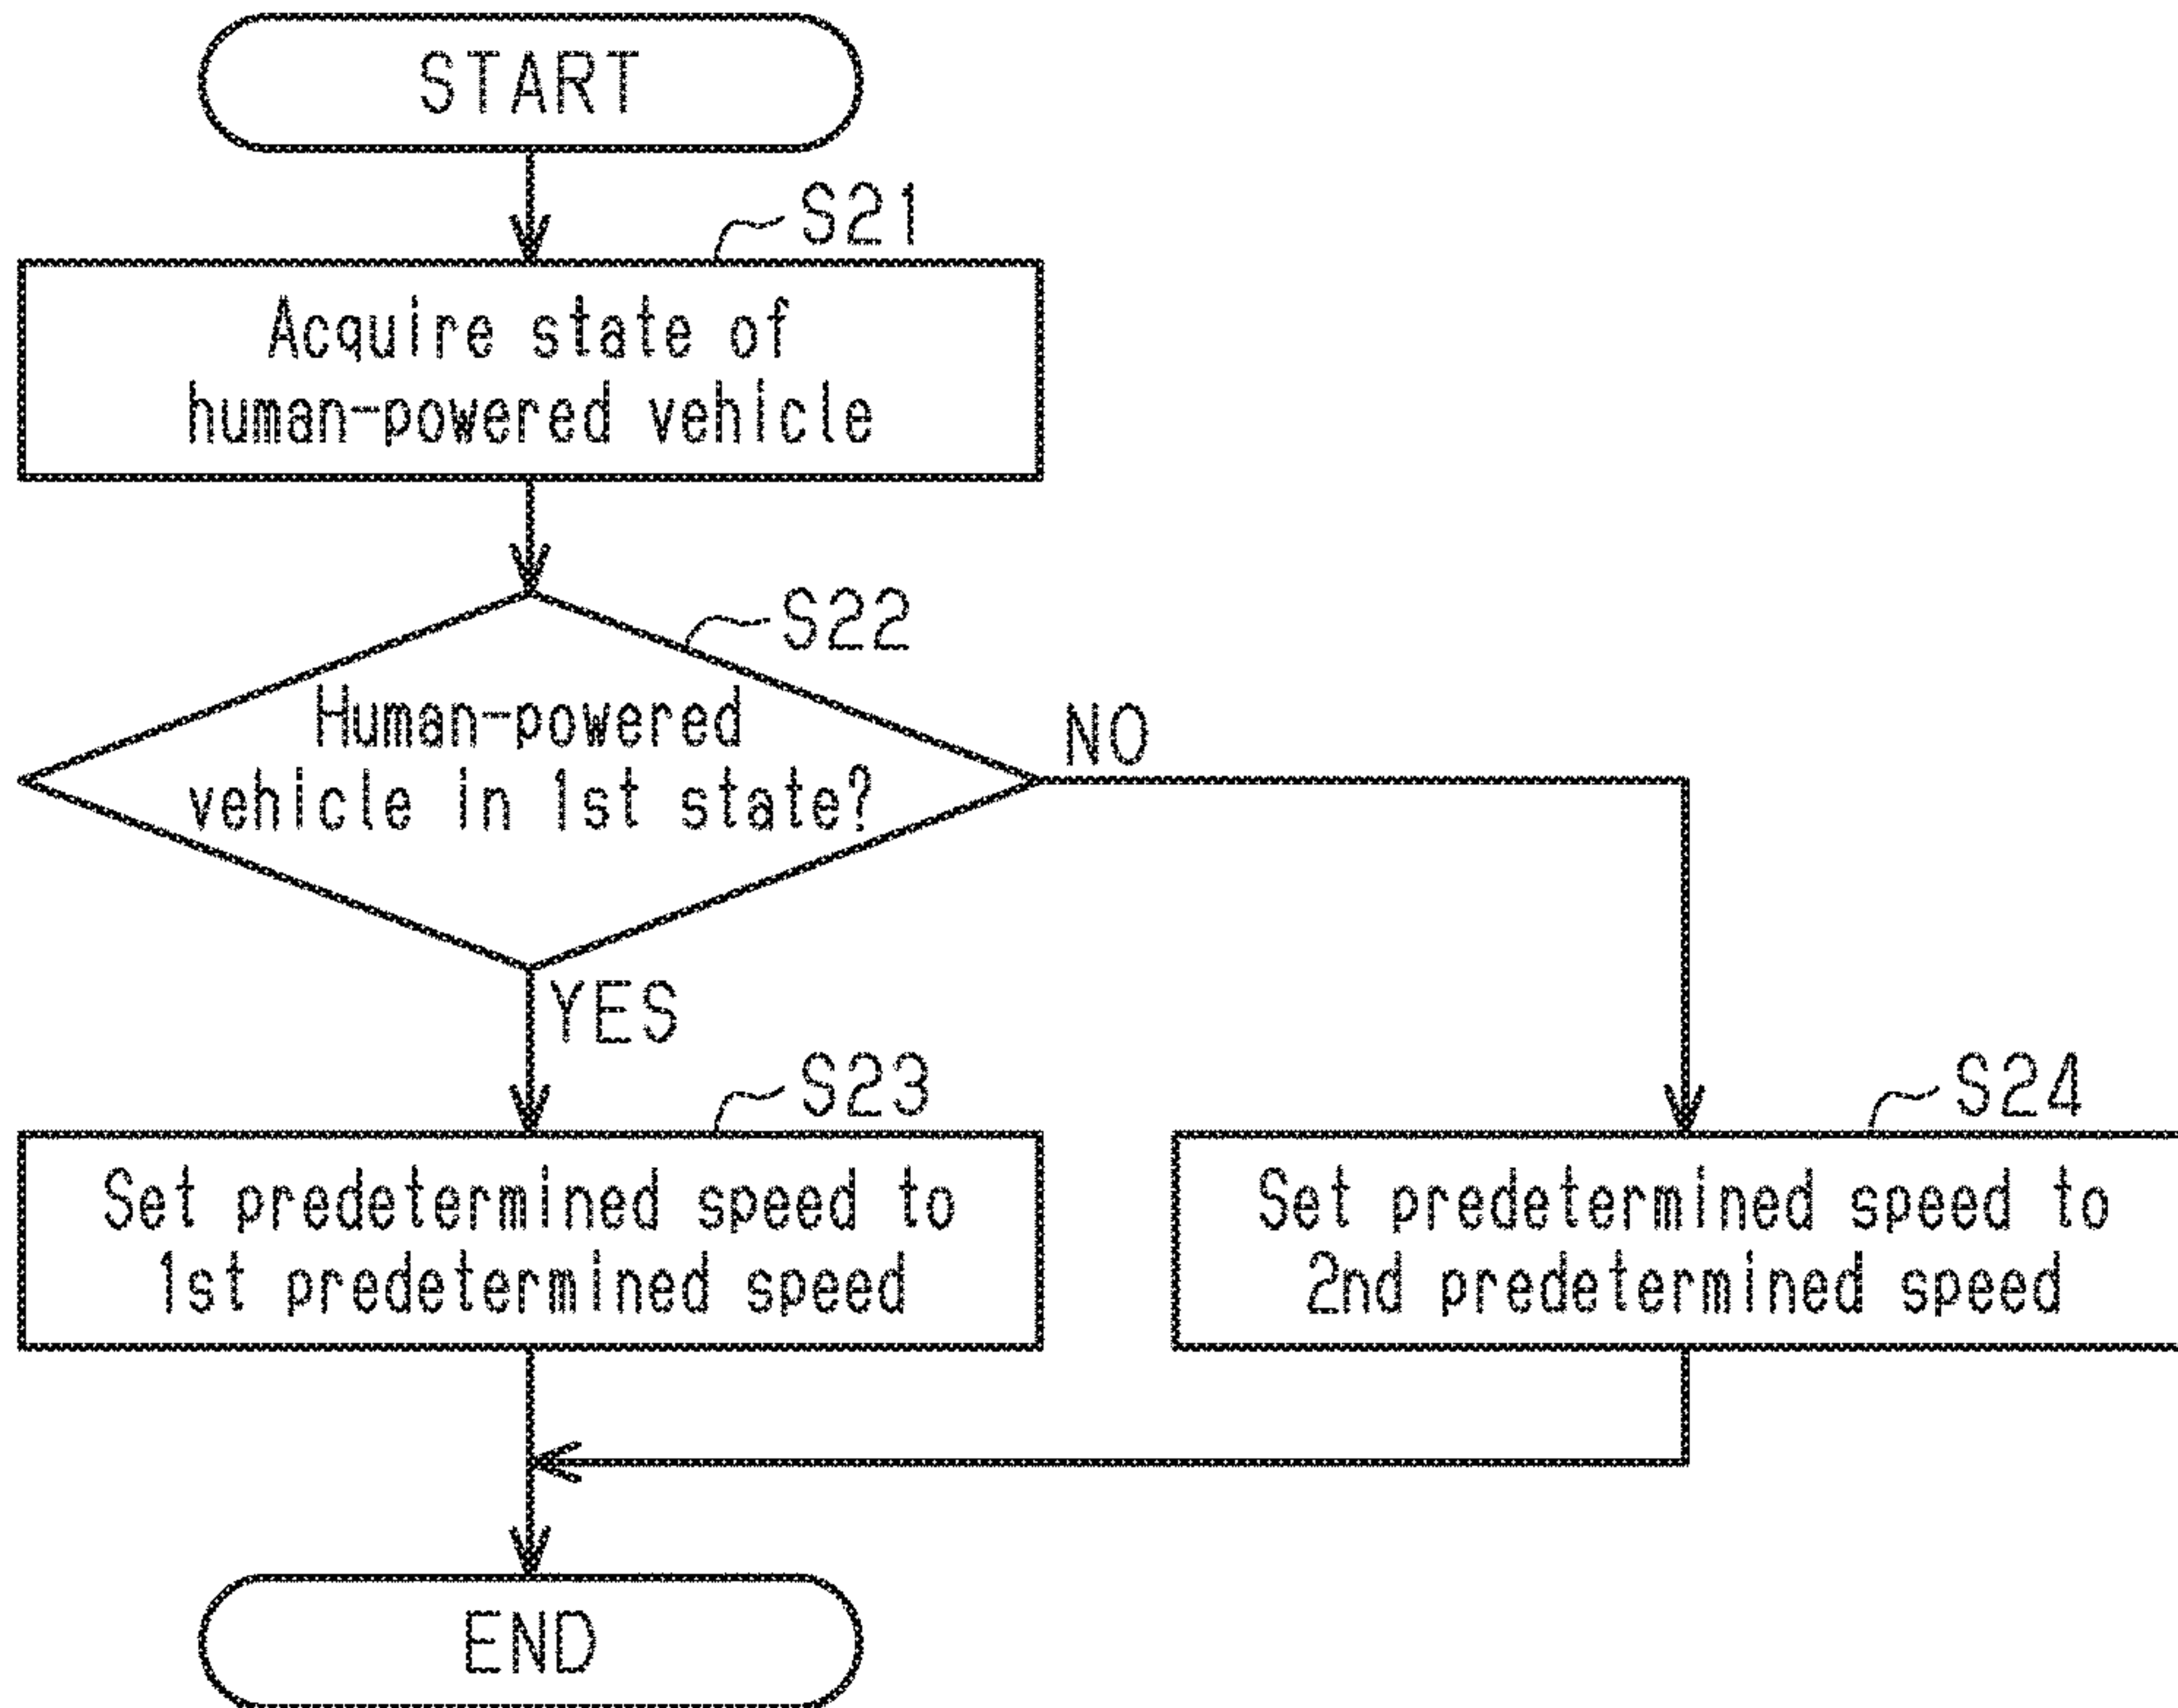 START
S21
Acquire state of
human-powered vehicle
S22
Human-powered
vehicle in 1st state?
NO
YES
S23
Set predetermined speed to
1st predetermined speed
S24
Set predetermined speed to
2nd predetermined speed
END